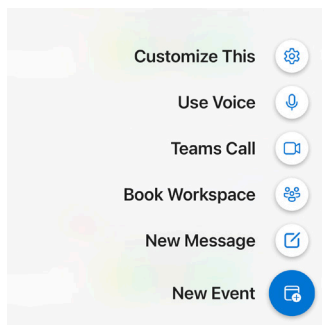 Customize This
Use Voice
Teams Call
Book Workspace
New Message
New Event